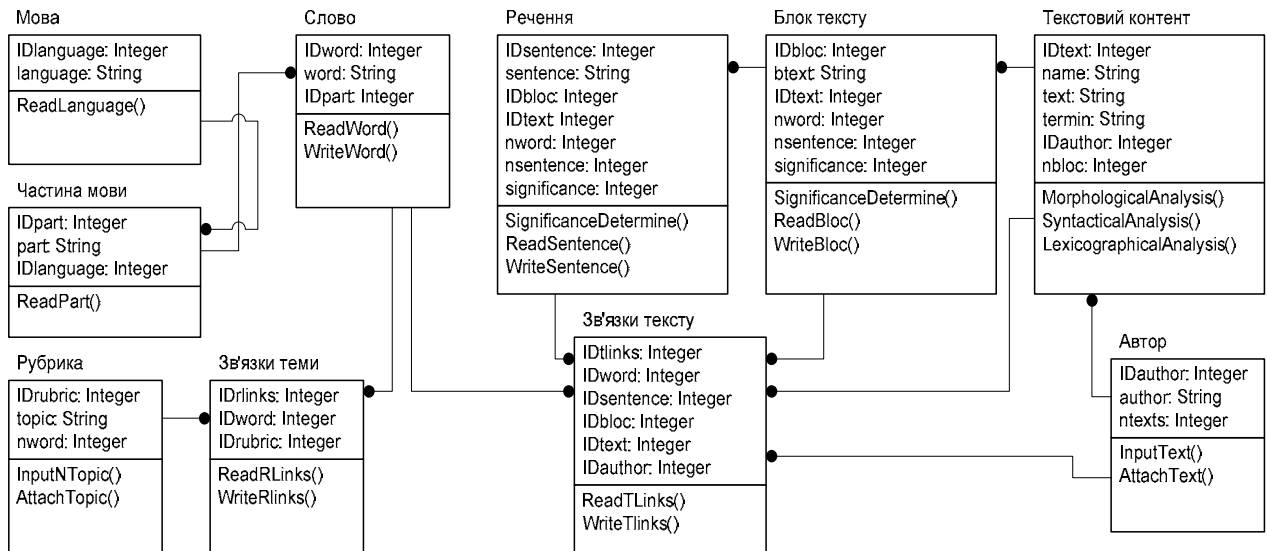 Мова
IDlanguage: Integer
language: String
ReadLanguage()
Слово
IDword: Integer
word: String
IDpart: Integer
ReadWord()
WriteWord()
Речення
IDsentence: Integer
sentence: String
IDbloc: Integer
IDtext: Integer
nword: Integer
nsentence: Integer
significance: Integer
SignificanceDetermine()
ReadSentence()
WriteSentence()
Блок тексту
IDbloc: Integer
btext: String
IDtext: Integer
nword: Integer
nsentence: Integer
significance: Integer
SignificanceDetermine()
ReadBloc()
WriteBloc()
Текстовий контент
IDtext: Integer
name: String
text: String
termin: String
IDauthor: Integer
nbloc: Integer
MorphologicalAnalysis()
SyntacticalAnalysis()
LexicographicalAnalysis()
Частина мови
IDpart: Integer
part: String
IDlanguage: Integer
ReadPart()
Рубрика
IDrubric: Integer
topic: String
nword: Integer
InputNTopic()
AttachTopic()
Зв'язки теми
IDrlinks: Integer
IDword: Integer
IDrubric: Integer
ReadRLinks()
WriteRlinks()
Зв'язки тексту
IDtlinks: Integer
IDword: Integer
IDsentence: Integer
IDbloc: Integer
IDtext: Integer
IDauthor: Integer
ReadTLinks()
WriteTlinks()
Автор
IDauthor: Integer
author: String
ntexts: Integer
InputText()
AttachText()